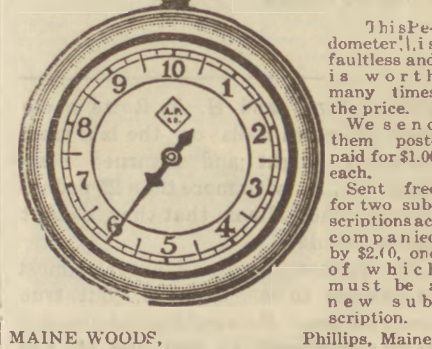 10
1
2
3
4
5
6
7
8
9
A.P.
Co.
This Pe-
dometer is
faultless and
is worth
many times
the price.
We send
them post-
paid for $1.00
each.
Sent free
for two sub-
scriptions ac-
companied
by $2.00, one
of which
must be a
new sub-
scription.
MAINE WOODS,
Phillips, Maine